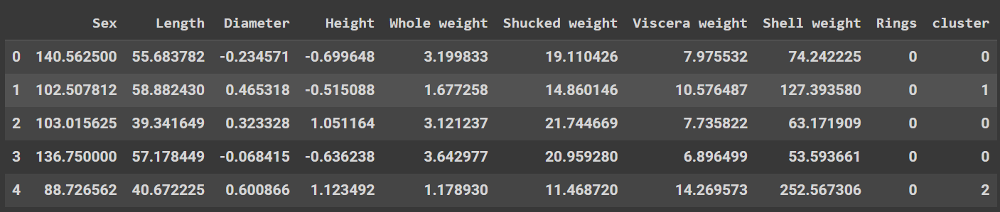 Sex Length Diameter Height Whole weight Shucked weight Viscera weight Shell weight Rings cluster
0 140.562500 55.683782 -0.234571 -0.699648 3.199833 19.110426 7.975532 74.242225 0 0
1 102.507812 58.882430 0.465318 -0.515088 1.677258 14.860146 10.576487 127.393580 0 1
2 103.015625 39.341649 0.323328 1.051164 3.121237 21.744669 7.735822 63.171909 0 0
3 136.750000 57.178449 -0.068415 -0.636238 3.642977 20.959280 6.896499 53.593661 0 0
4 88.726562 40.672225 0.600866 1.123492 1.178930 11.468720 14.269573 252.567306 0 2